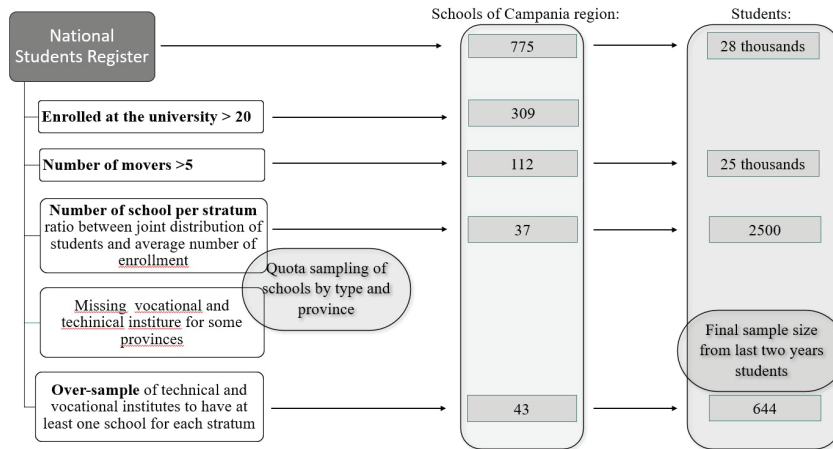 Schools of Campania region:
Students:
National
Students Register
775
28 thousands
Enrolled at the university > 20
309
Number of movers >5
112
25 thousands
Number of school per stratum
ratio between joint distribution of
students and average number of
enrollment
37
2500
Quota sampling of
schools by type and
province
Missing vocational and
techinical institure for some
provinces
Final sample size
from last two years
students
Over-sample of technical and
vocational institutes to have at
least one school for each stratum
43
644